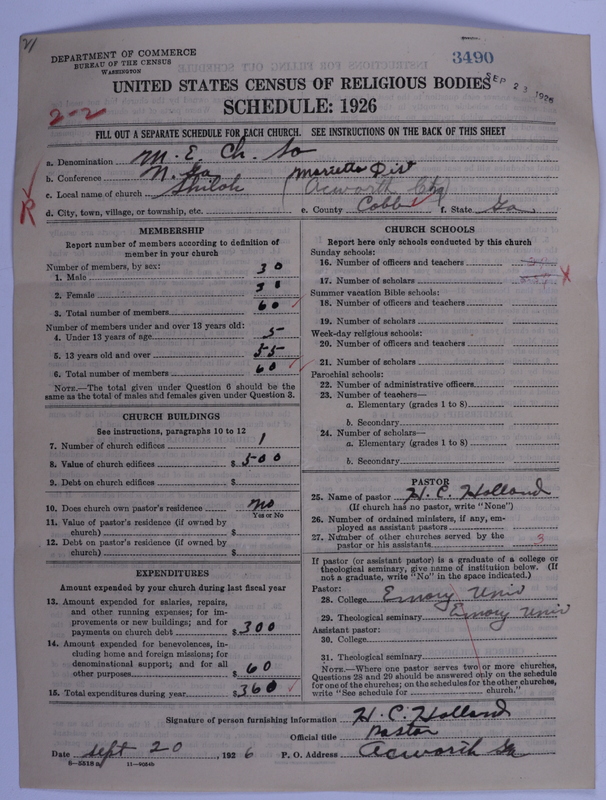 DEPARTMENT OF COMMERCE
BUREAU OF THE CENSUS
WASHINGTON
3490
SEP 23 1926
UNITED STATES CENSUS OF RELIGIOUS BODIES
SCHEDULE: 1926
2-2
FILL OUT A SEPARATE SCHEDULE FOR EACH CHURCH. SEE INSTRUCTIONS ON THE BACK OF THIS SHEET
a. Denomination M. E. Ch. So
b. Conference N. Ga Marietta Dist
c. Local name of church Shiloh (Acworth Chg)
d. City, town, village, or township, etc. e. County Cobb f. State Ga
R
MEMBERSHIP
Report number of members according to definition of member in your church
Number of members, by sex:
1. Male 30
2. Female 30
3. Total number of members 60
Number of members under and over 13 years old:
4. Under 13 years of age 5
5. 13 years old and over 55
6. Total number of members 60
NOTE.—The total given under Question 6 should be the same as the total of males and females given under Question 3.
CHURCH BUILDINGS
See instructions, paragraphs 10 to 12
7. Number of church edifices 1
8. Value of church edifices $ 500
9. Debt on church edifices $
10. Does church own pastor's residence no
Yes or No
11. Value of pastor's residence (if owned by church) $
12. Debt on pastor's residence (if owned by church) $
EXPENDITURES
Amount expended by your church during last fiscal year
13. Amount expended for salaries, repairs, and other running expenses; for improvements or new buildings; and for payments on church debt $ 300
14. Amount expended for benevolences, including home and foreign missions; for denominational support; and for all other purposes $ 60
15. Total expenditures during year $ 360
CHURCH SCHOOLS
Report here only schools conducted by this church
Sunday schools:
16. Number of officers and teachers
17. Number of scholars
Summer vacation Bible schools:
18. Number of officers and teachers
19. Number of scholars
Week-day religious schools:
20. Number of officers and teachers
21. Number of scholars
Parochial schools:
22. Number of administrative officers
23. Number of teachers—
a. Elementary (grades 1 to 8)
b. Secondary
24. Number of scholars—
a. Elementary (grades 1 to 8)
b. Secondary
PASTOR
25. Name of pastor H. C. Holland
(If church has no pastor, write "None")
26. Number of ordained ministers, if any, employed as assistant pastors
27. Number of other churches served by the pastor or his assistants 3
If pastor (or assistant pastor) is a graduate of a college or theological seminary, give name of institution below. (If not a graduate, write "No" in the space indicated.)
Pastor:
28. College Emory Univ
29. Theological seminary Emory Univ
Assistant pastor:
30. College
31. Theological seminary
NOTE.—Where one pastor serves two or more churches, Questions 28 and 29 should be answered only on the schedule for one of the churches; on the schedules for the other churches, write "See schedule for church."
Signature of person furnishing information H. C. Holland
Official title Pastor
Date Sept 20, 1926 P. O. Address Acworth Ga
8—5518a 11—9034b